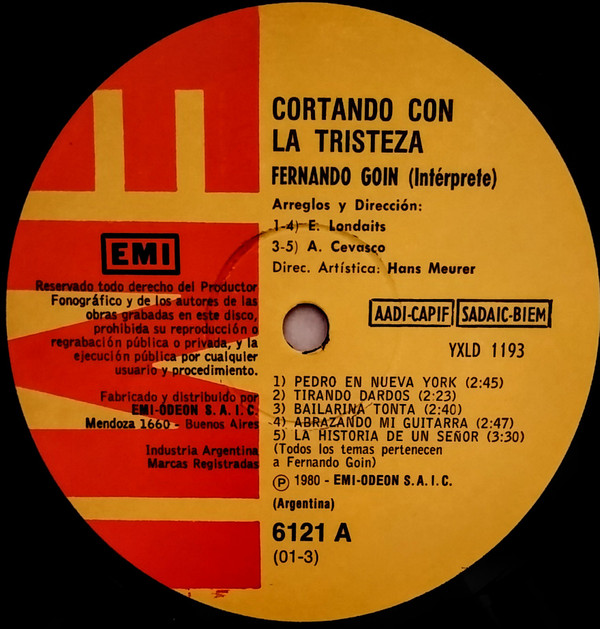 CORTANDO CON
LA TRISTEZA
FERNANDO GOIN (Intérprete)
Arreglos y Dirección:
1-4) E. Londaits
3-5) A. Cevasco
Direc. Artística: Hans Meurer
EMI
Reservado todo derecho del Productor
Fonográfico y de los autores de las
obras grabadas en este disco,
prohibida su reproducción o
regrabación pública o privada, y la
ejecución pública por cualquier
usuario y procedimiento.
Fabricado y distribuido por
EMI-ODEON S.A.I.C.
Mendoza 1660 - Buenos Aires
Industria Argentina
Marcas Registradas
AADI-CAPIF SADAIC-BIEM
YXLD 1193
1) PEDRO EN NUEVA YORK (2:45)
2) TIRANDO DARDOS (2:23)
3) BAILARINA TONTA (2:40)
4) ABRAZANDO MI GUITARRA (2:47)
5) LA HISTORIA DE UN SEÑOR (3:30)
(Todos los temas pertenecen
a Fernando Goin)
Ⓟ 1980 - EMI-ODEON S.A.I.C.
(Argentina)
6121 A
(01-3)